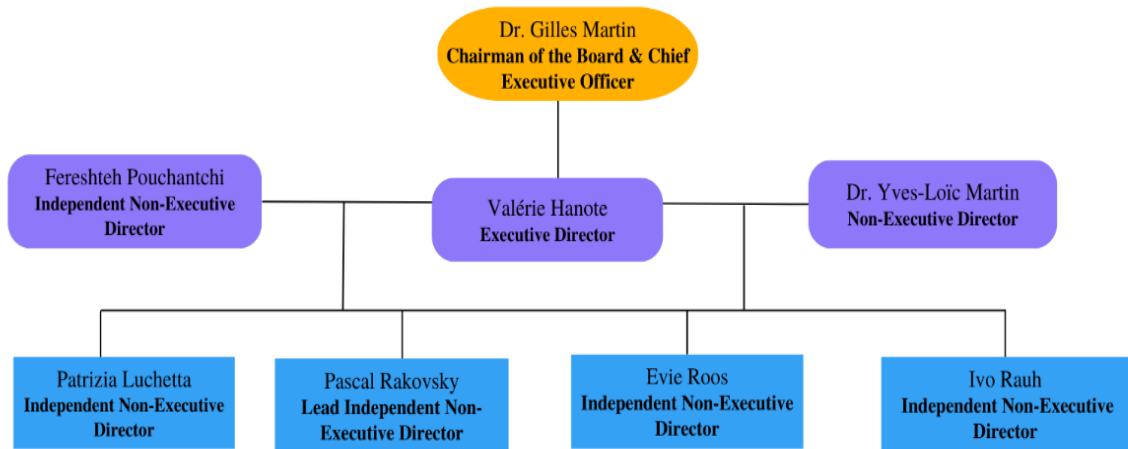 Dr. Gilles Martin
Chairman of the Board & Chief
Executive Officer
Fereshteh Pouchantchi
Independent Non-Executive
Director
Valérie Hanote
Executive Director
Dr. Yves-Loïc Martin
Non-Executive Director
Patrizia Luchetta
Independent Non-Executive
Director
Pascal Rakovsky
Lead Independent Non-
Executive Director
Evie Roos
Independent Non-Executive
Director
Ivo Rauh
Independent Non-Executive
Director